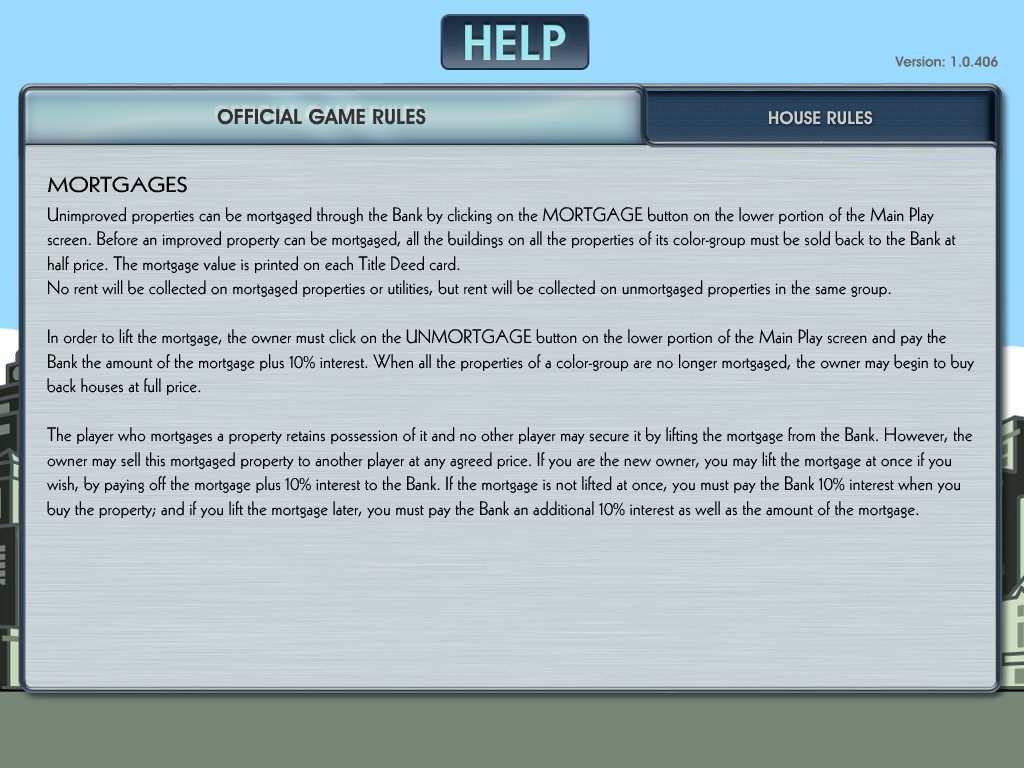 HELP
Version: 1.0.406
OFFICIAL GAME RULES
HOUSE RULES
MORTGAGES
Unimproved properties can be mortgaged through the Bank by clicking on the MORTGAGE button on the lower portion of the Main Play
screen. Before an improved property can be mortgaged, all the buildings on all the properties of its color-group must be sold back to the Bank at
half price. The mortgage value is printed on each Title Deed card.
No rent will be collected on mortgaged properties or utilities, but rent will be collected on unmortgaged properties in the same group.
In order to lift the mortgage, the owner must click on the UNMORTGAGE button on the lower portion of the Main Play screen and pay the
Bank the amount of the mortgage plus 10% interest. When all the properties of a color-group are no longer mortgaged, the owner may begin to buy
back houses at full price.
The player who mortgages a property retains possession of it and no other player may secure it by lifting the mortgage from the Bank. However, the
owner may sell this mortgaged property to another player at any agreed price. If you are the new owner, you may lift the mortgage at once if you
wish, by paying off the mortgage plus 10% interest to the Bank. If the mortgage is not lifted at once, you must pay the Bank 10% interest when you
buy the property; and if you lift the mortgage later, you must pay the Bank an additional 10% interest as well as the amount of the mortgage.